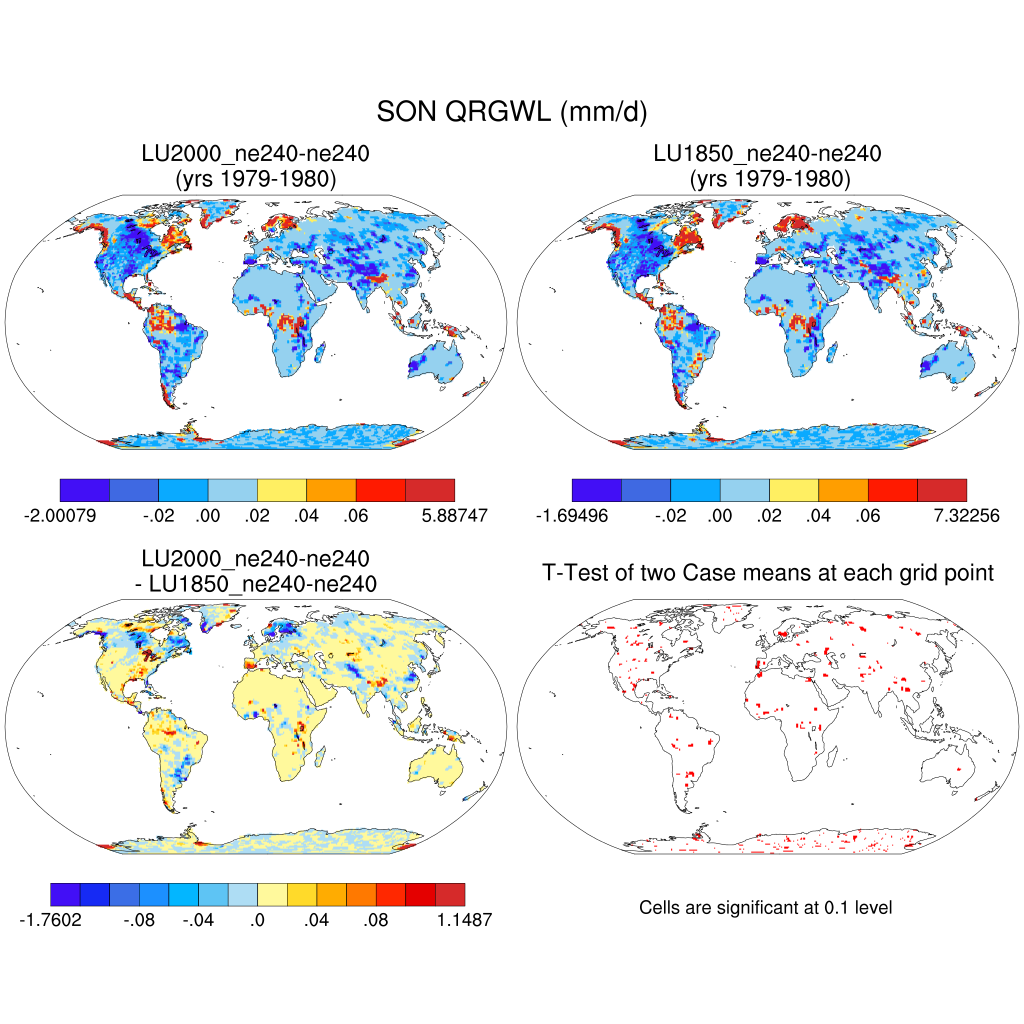 SON QRGWL (mm/d)
LU2000_ne240-ne240
(yrs 1979-1980)
LU1850_ne240-ne240
(yrs 1979-1980)
-2.00079 -.02 .00 .02 .04 .06 5.88747
-1.69496 -.02 .00 .02 .04 .06 7.32256
LU2000_ne240-ne240
- LU1850_ne240-ne240
T-Test of two Case means at each grid point
-1.7602 -.08 -.04 .0 .04 .08 1.1487
Cells are significant at 0.1 level